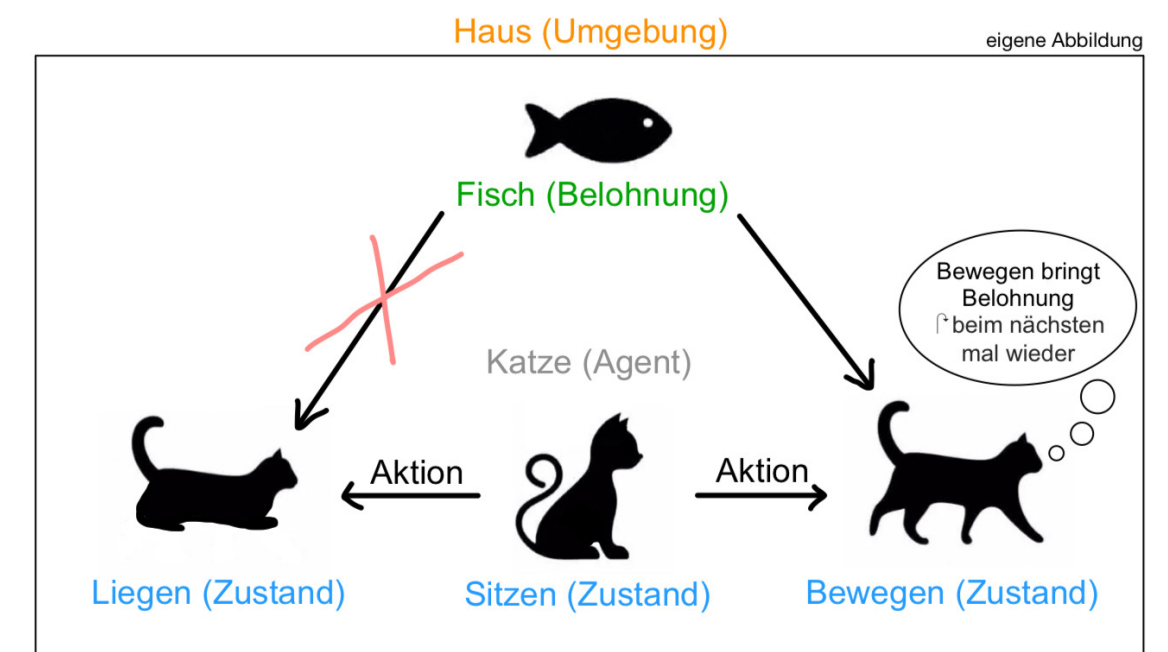 Haus (Umgebung)
eigene Abbildung
Fisch (Belohnung)
Bewegen bringt
Belohnung
beim nächsten
mal wieder
Katze (Agent)
Aktion
Aktion
Liegen (Zustand)
Sitzen (Zustand)
Bewegen (Zustand)